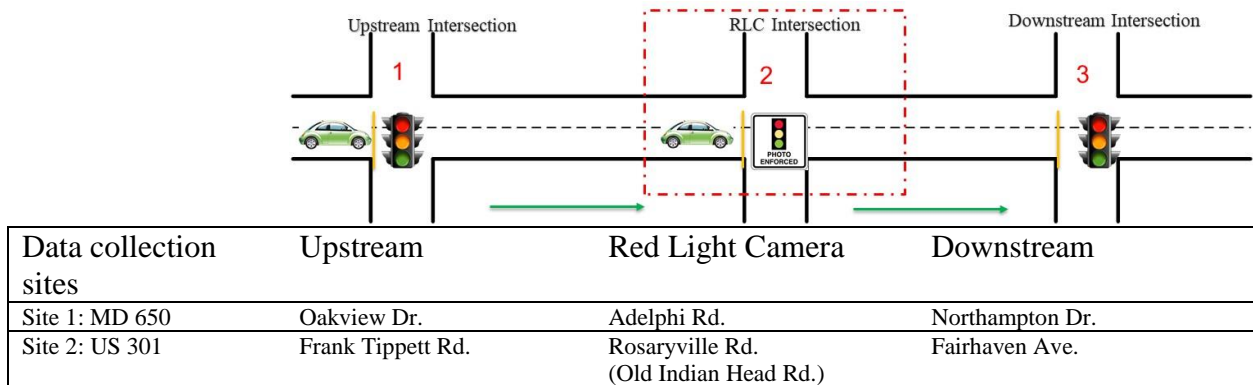 Upstream Intersection
RLC Intersection
Downstream Intersection
1
2
3
PHOTO
ENFORCED
Data collection sites Upstream Red Light Camera Downstream
Site 1: MD 650 Oakview Dr. Adelphi Rd. Northampton Dr.
Site 2: US 301 Frank Tippett Rd. Rosaryville Rd. Fairhaven Ave.
(Old Indian Head Rd.)